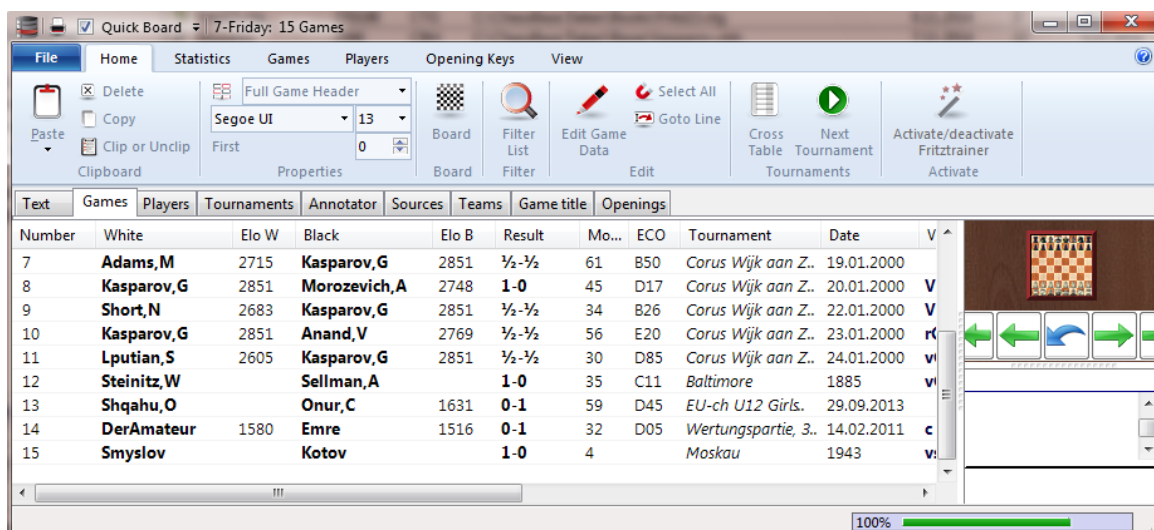 Quick Board 7-Friday: 15 Games
File Home Statistics Games Players Opening Keys View
Delete Full Game Header Select All
Copy Segoe UI 13 Goto Line
Paste Board Filter List Edit Game Data Cross Table Next Tournament Activate/deactivate Fritztrainer
Clip or Unclip First 0
Clipboard Properties Board Filter Edit Tournaments Activate
Text Games Players Tournaments Annotator Sources Teams Game title Openings
Number White Elo W Black Elo B Result Mo... ECO Tournament Date V
7 Adams,M 2715 Kasparov,G 2851 ½-½ 61 B50 Corus Wijk aan Z.. 19.01.2000
8 Kasparov,G 2851 Morozevich,A 2748 1-0 45 D17 Corus Wijk aan Z.. 20.01.2000 V
9 Short,N 2683 Kasparov,G 2851 ½-½ 34 B26 Corus Wijk aan Z.. 22.01.2000 V
10 Kasparov,G 2851 Anand,V 2769 ½-½ 56 E20 Corus Wijk aan Z.. 23.01.2000
11 Lputian,S 2605 Kasparov,G 2851 ½-½ 30 D85 Corus Wijk aan Z.. 24.01.2000
12 Steinitz,W Sellman,A 1-0 35 C11 Baltimore 1885
13 Shqahu,O Onur,C 1631 0-1 59 D45 EU-ch U12 Girls.. 29.09.2013
14 DerAmateur 1580 Emre 1516 0-1 32 D05 Wertungspartie, 3.. 14.02.2011 c
15 Smyslov Kotov 1-0 4 Moskau 1943
100%